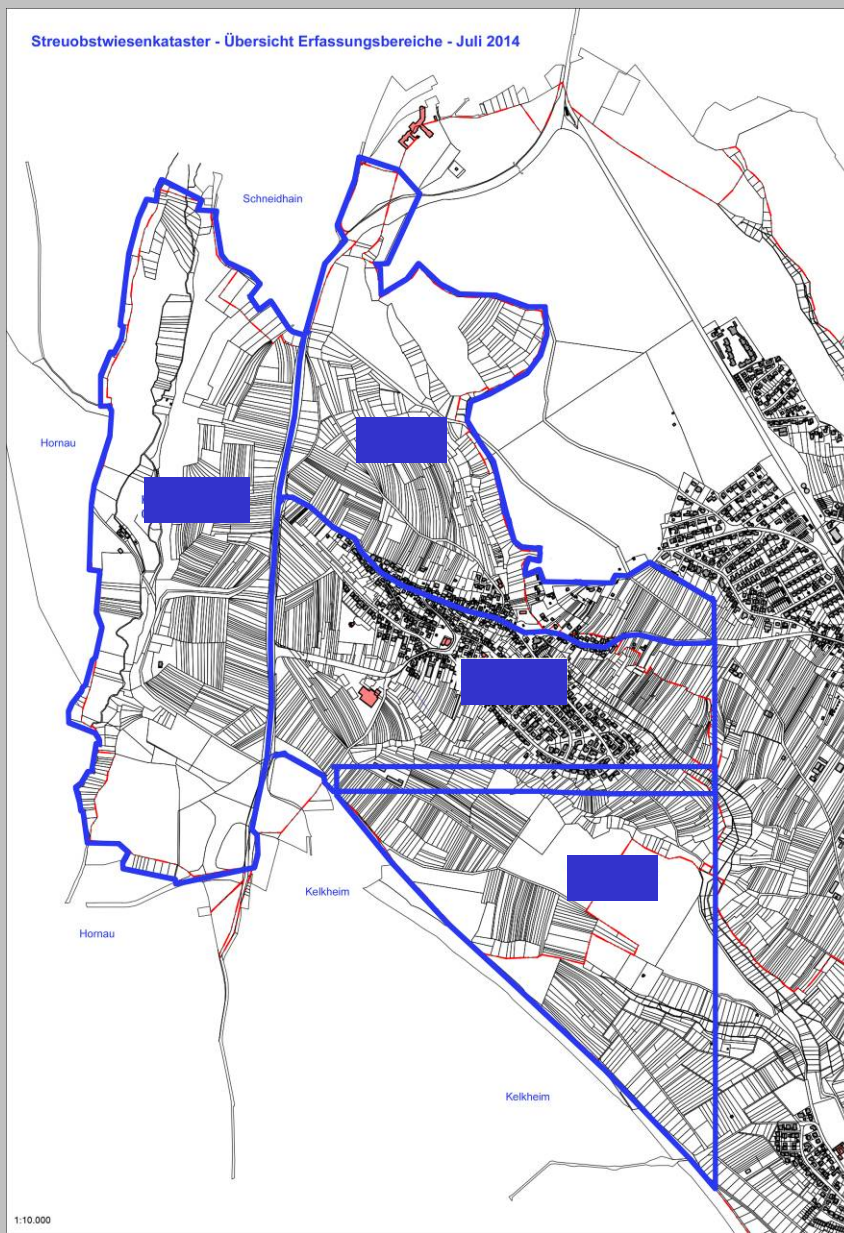 Streuobstwiesenkataster - Übersicht Erfassungsbereiche - Juli 2014
Schneidhain
Hornau
Kelkheim
Hornau
Kelkheim
1:10.000